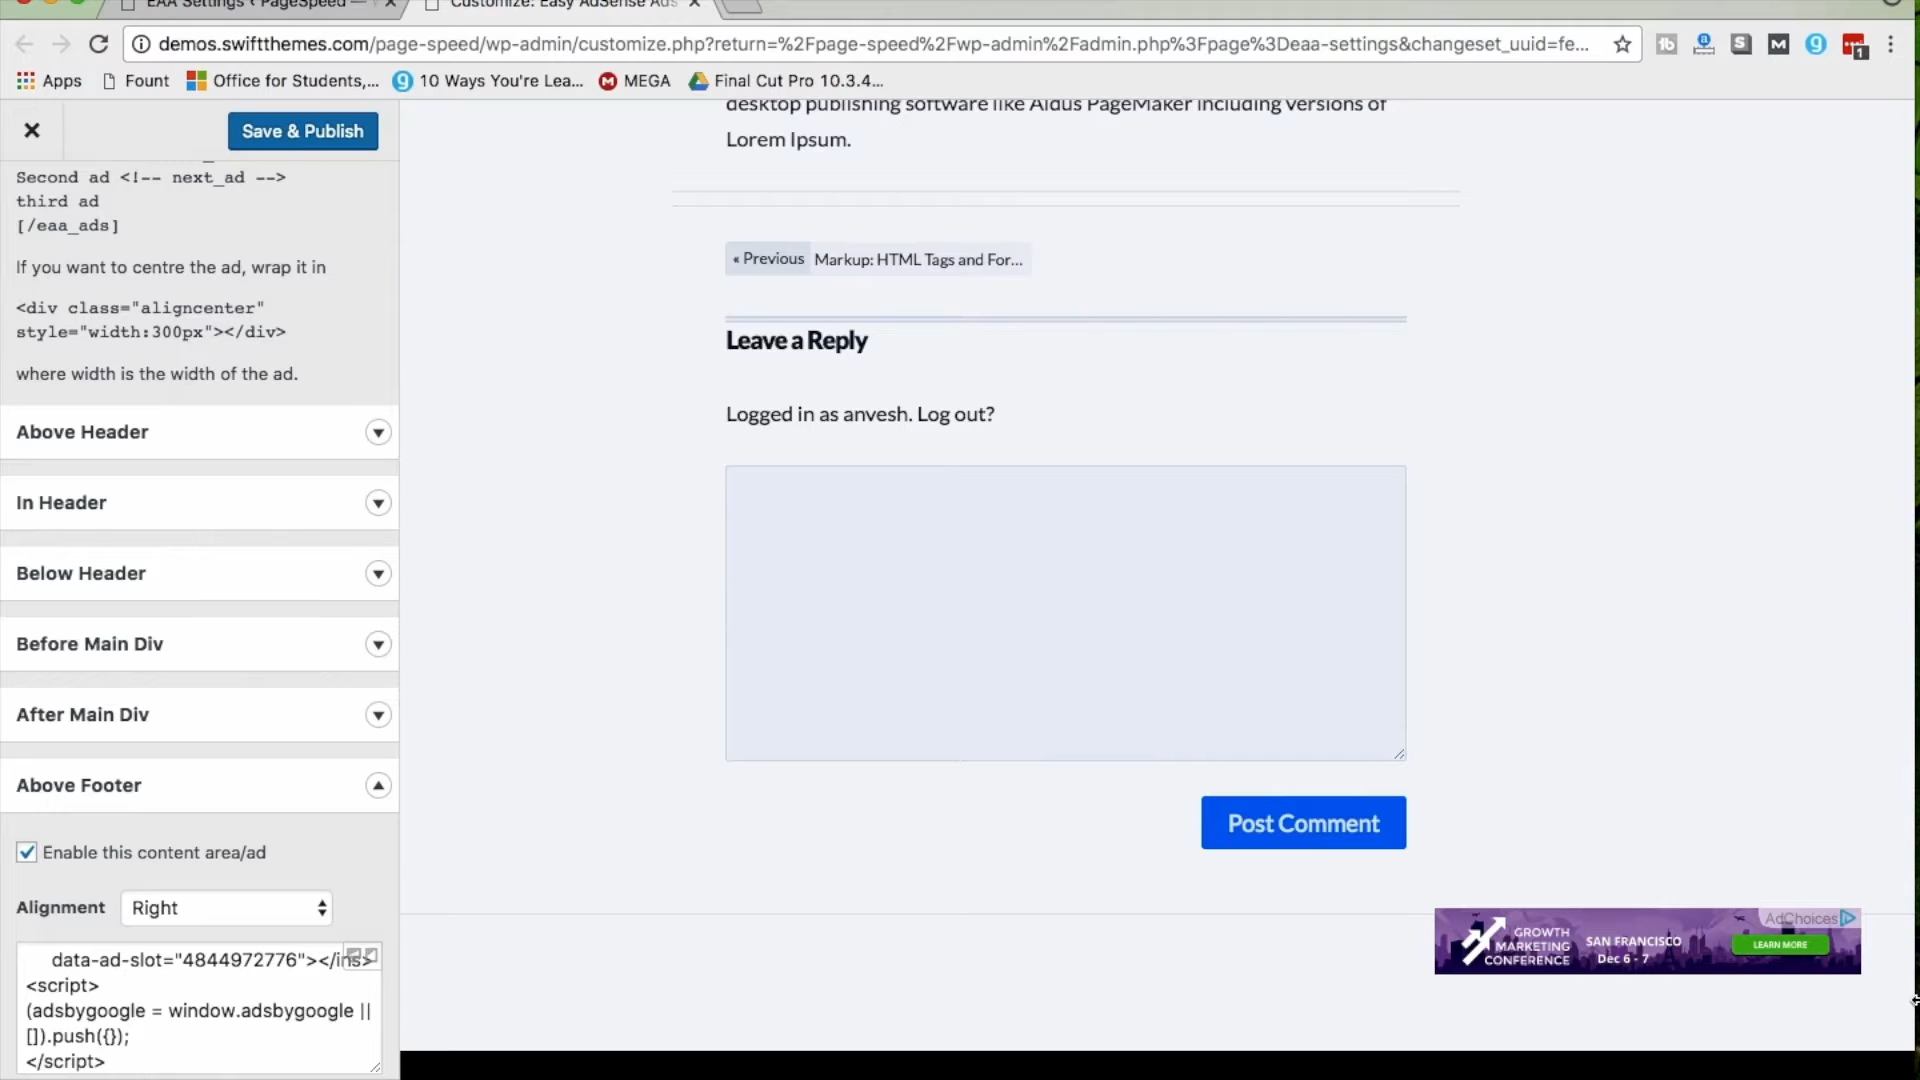 EAA Settings ‹ PageSpeed —
Customize: Easy AdSense Ads
demos.swiftthemes.com/page-speed/wp-admin/customize.php?return=%2Fpage-speed%2Fwp-admin%2Fadmin.php%3Fpage%3Deaa-settings&changeset_uuid=fe...
Apps Fount Office for Students,... 10 Ways You're Lea... MEGA Final Cut Pro 10.3.4...
Save & Publish
Second ad <!-- next_ad -->
third ad
[/eaa_ads]
If you want to centre the ad, wrap it in
<div class="aligncenter"
style="width:300px"></div>
where width is the width of the ad.
Above Header
In Header
Below Header
Before Main Div
After Main Div
Above Footer
Enable this content area/ad
Alignment Right
data-ad-slot="4844972776"></ins>
<script>
(adsbygoogle = window.adsbygoogle ||
[]).push({});
</script>
desktop publishing software like Aldus PageMaker including versions of
Lorem Ipsum.
« Previous Markup: HTML Tags and For...
Leave a Reply
Logged in as anvesh. Log out?
Post Comment
AdChoices
GROWTH
MARKETING
CONFERENCE
SAN FRANCISCO
Dec 6 - 7
LEARN MORE